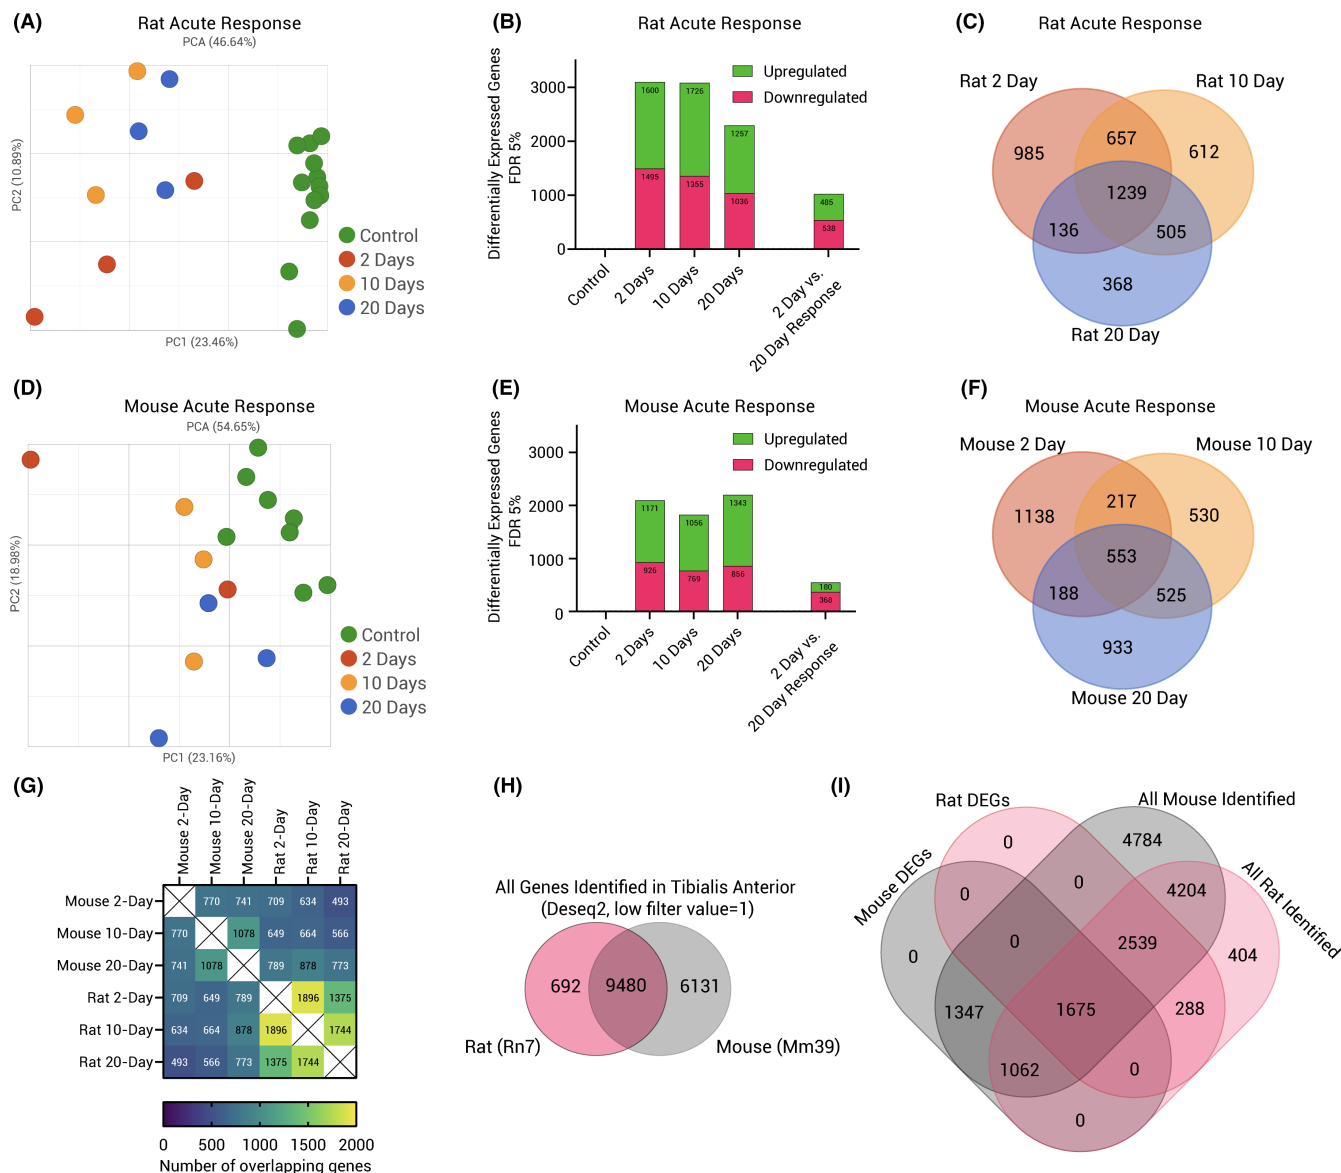 (A)
Rat Acute Response
PCA (46.64%)
PC2 (10.89%)
PC1 (23.46%)
Control
2 Days
10 Days
20 Days
(B)
Rat Acute Response
Differentially Expressed Genes
FDR 5%
3000
2000
1000
0
Upregulated
Downregulated
1600
1726
1257
485
1495
1355
1036
538
Control
2 Days
10 Days
20 Days
2 Day vs.
20 Day Response
(C)
Rat Acute Response
Rat 2 Day
Rat 10 Day
985
657
612
1239
136
505
368
Rat 20 Day
(D)
Mouse Acute Response
PCA (54.65%)
PC2 (18.98%)
PC1 (23.16%)
Control
2 Days
10 Days
20 Days
(E)
Mouse Acute Response
Differentially Expressed Genes
FDR 5%
3000
2000
1000
0
Upregulated
Downregulated
1171
1056
1343
180
926
769
856
368
Control
2 Days
10 Days
20 Days
2 Day vs.
20 Day Response
(F)
Mouse Acute Response
Mouse 2 Day
Mouse 10 Day
1138
217
530
553
188
525
933
Mouse 20 Day
(G)
Mouse 2-Day
Mouse 10-Day
Mouse 20-Day
Rat 2-Day
Rat 10-Day
Rat 20-Day
Mouse 2-Day 770 741 709 634 493
Mouse 10-Day 770 1078 649 664 566
Mouse 20-Day 741 1078 789 878 773
Rat 2-Day 709 649 789 1896 1375
Rat 10-Day 634 664 878 1896 1744
Rat 20-Day 493 566 773 1375 1744
0 500 1000 1500 2000
Number of overlapping genes
(H)
All Genes Identified in Tibialis Anterior
(Deseq2, low filter value=1)
692
9480
6131
Rat (Rn7)
Mouse (Mm39)
(I)
Rat DEGs
All Mouse Identified
Mouse DEGs
All Rat Identified
0
4784
0
0
4204
0
0
2539
404
1347
1675
288
1062
0
0